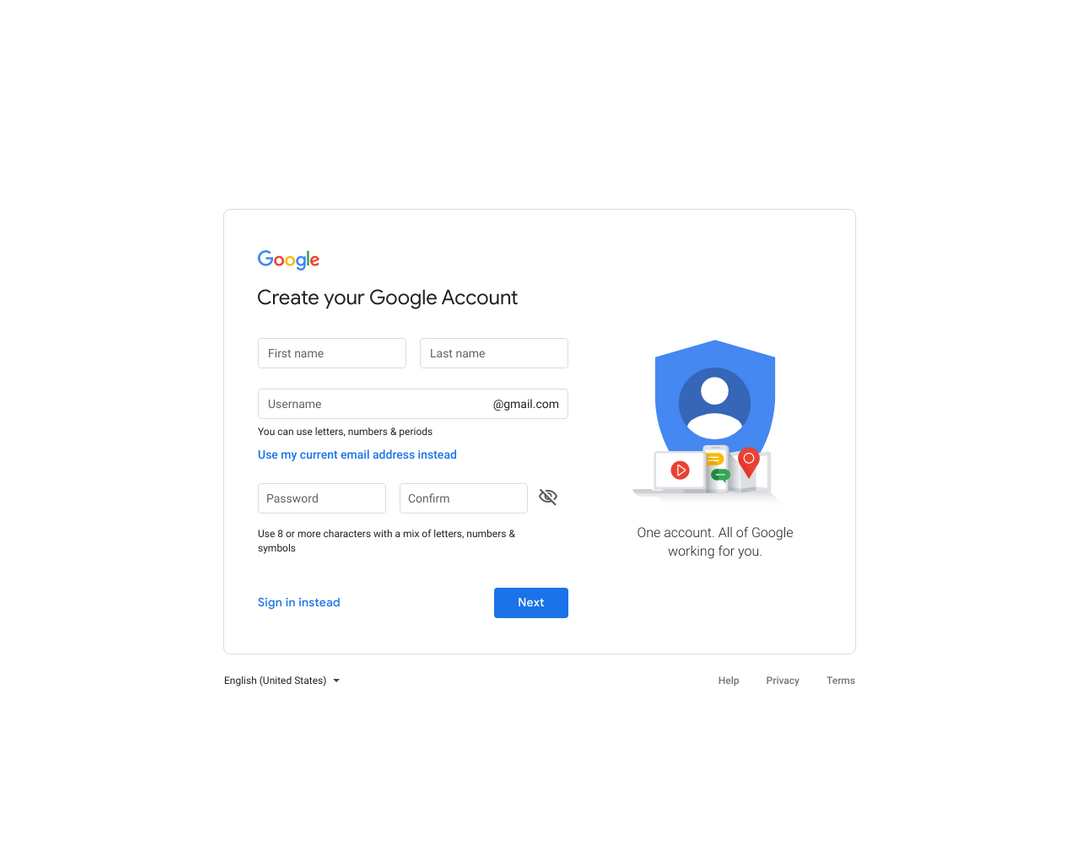 Google
Create your Google Account
First name
Last name
Username
@gmail.com
You can use letters, numbers & periods
Use my current email address instead
Password
Confirm
Use 8 or more characters with a mix of letters, numbers &
symbols
Sign in instead
Next
One account. All of Google
working for you.
English (United States)
Help
Privacy
Terms